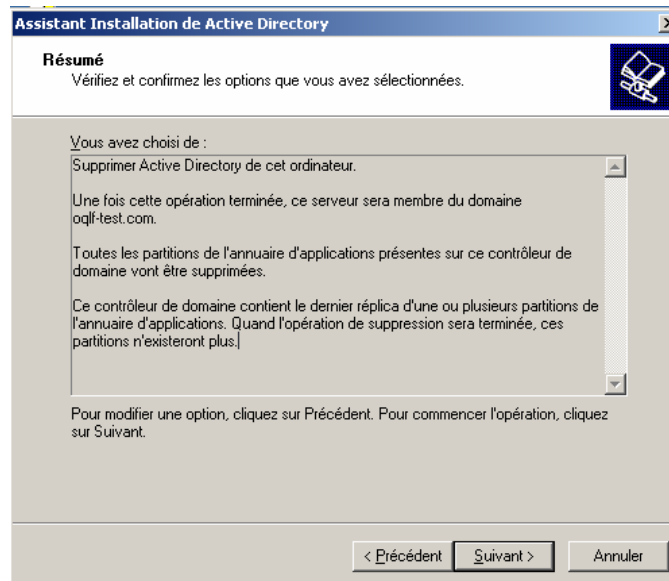 Assistant Installation de Active Directory
Résumé
Vérifiez et confirmez les options que vous avez sélectionnées.
Vous avez choisi de :
Supprimer Active Directory de cet ordinateur.
Une fois cette opération terminée, ce serveur sera membre du domaine
oqlf-test.com.
Toutes les partitions de l'annuaire d'applications présentes sur ce contrôleur de
domaine vont être supprimées.
Ce contrôleur de domaine contient le dernier réplica d'une ou plusieurs partitions de
l'annuaire d'applications. Quand l'opération de suppression sera terminée, ces
partitions n'existeront plus.
Pour modifier une option, cliquez sur Précédent. Pour commencer l'opération, cliquez
sur Suivant.
< Précédent Suivant > Annuler